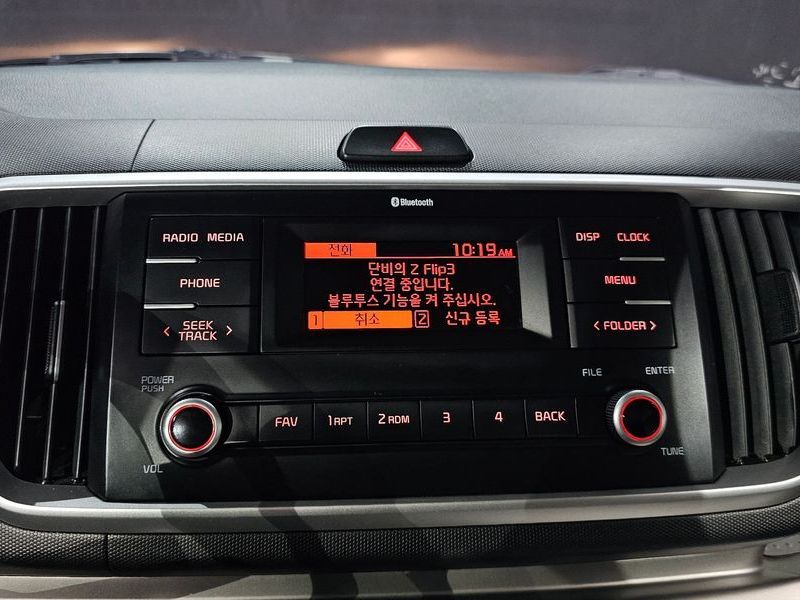 Bluetooth
RADIO MEDIA
DISP CLOCK
전화 10:19 AM
단비의 Z Flip3
연결 중입니다.
블루투스 기능을 켜 주십시오.
1 취소 2 신규 등록
PHONE
MENU
< SEEK >
TRACK
< FOLDER >
POWER
PUSH
VOL
FAV
1 RPT
2 RDM
3
4
BACK
FILE
ENTER
TUNE